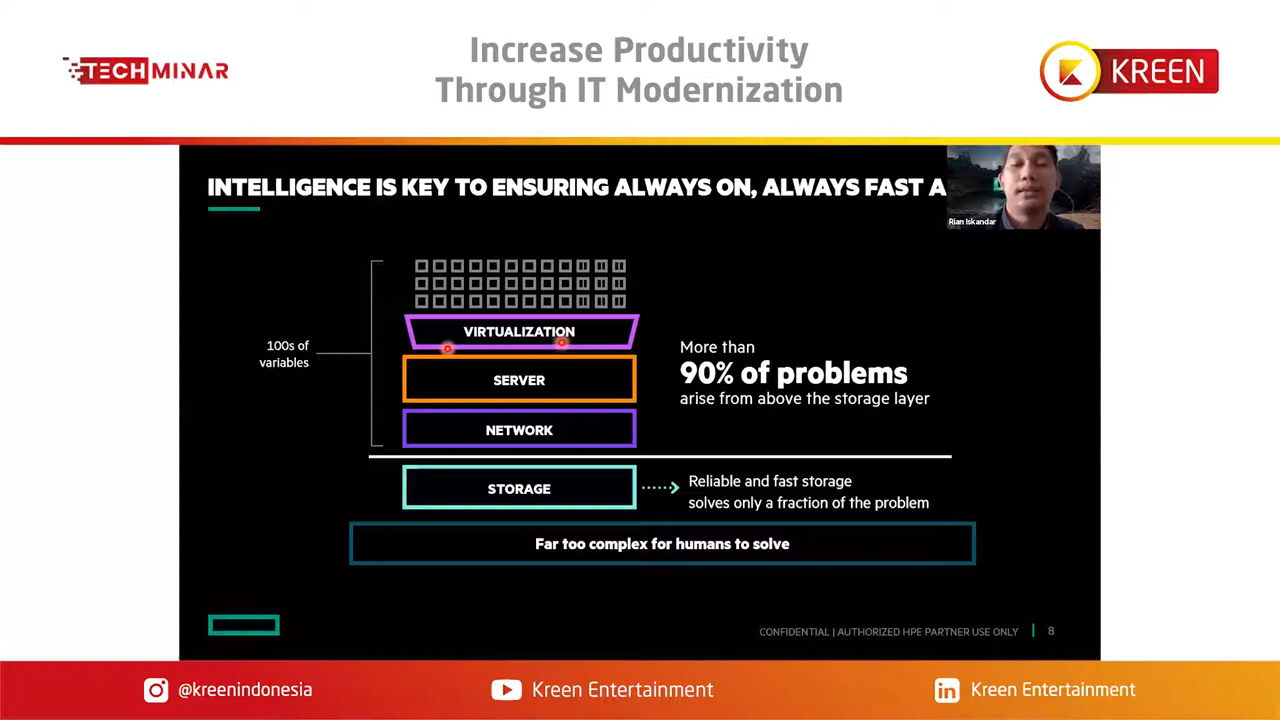 Increase Productivity
Through IT Modernization
TECHMINAR
KREEN
INTELLIGENCE IS KEY TO ENSURING ALWAYS ON, ALWAYS FAST A
Rian Iskandar
100s of
variables
VIRTUALIZATION
SERVER
NETWORK
STORAGE
More than
90% of problems
arise from above the storage layer
Reliable and fast storage
solves only a fraction of the problem
Far too complex for humans to solve
CONFIDENTIAL | AUTHORIZED HPE PARTNER USE ONLY | 8
@kreenindonesia
Kreen Entertainment
Kreen Entertainment